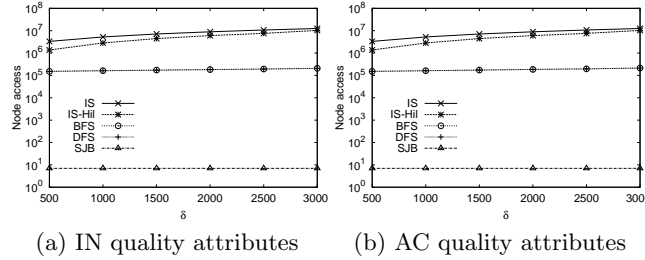 10^8
10^7
10^6
10^5
10^4
10^3
10^2
10^1
10^0
Node access
IS
IS-Hil
BFS
DFS
SJB
500 1000 1500 2000 2500 3000
δ
(a) IN quality attributes
10^8
10^7
10^6
10^5
10^4
10^3
10^2
10^1
10^0
Node access
IS
IS-Hil
BFS
DFS
SJB
500 1000 1500 2000 2500 300
δ
(b) AC quality attributes